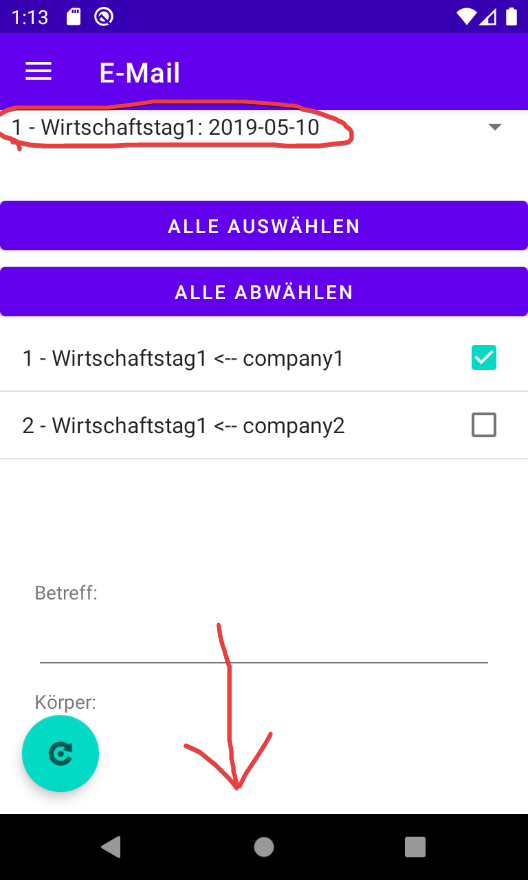 1:13
E-Mail
1 - Wirtschaftstag1: 2019-05-10
ALLE AUSWÄHLEN
ALLE ABWÄHLEN
1 - Wirtschaftstag1 <-- company1
2 - Wirtschaftstag1 <-- company2
Betreff:
Körper: